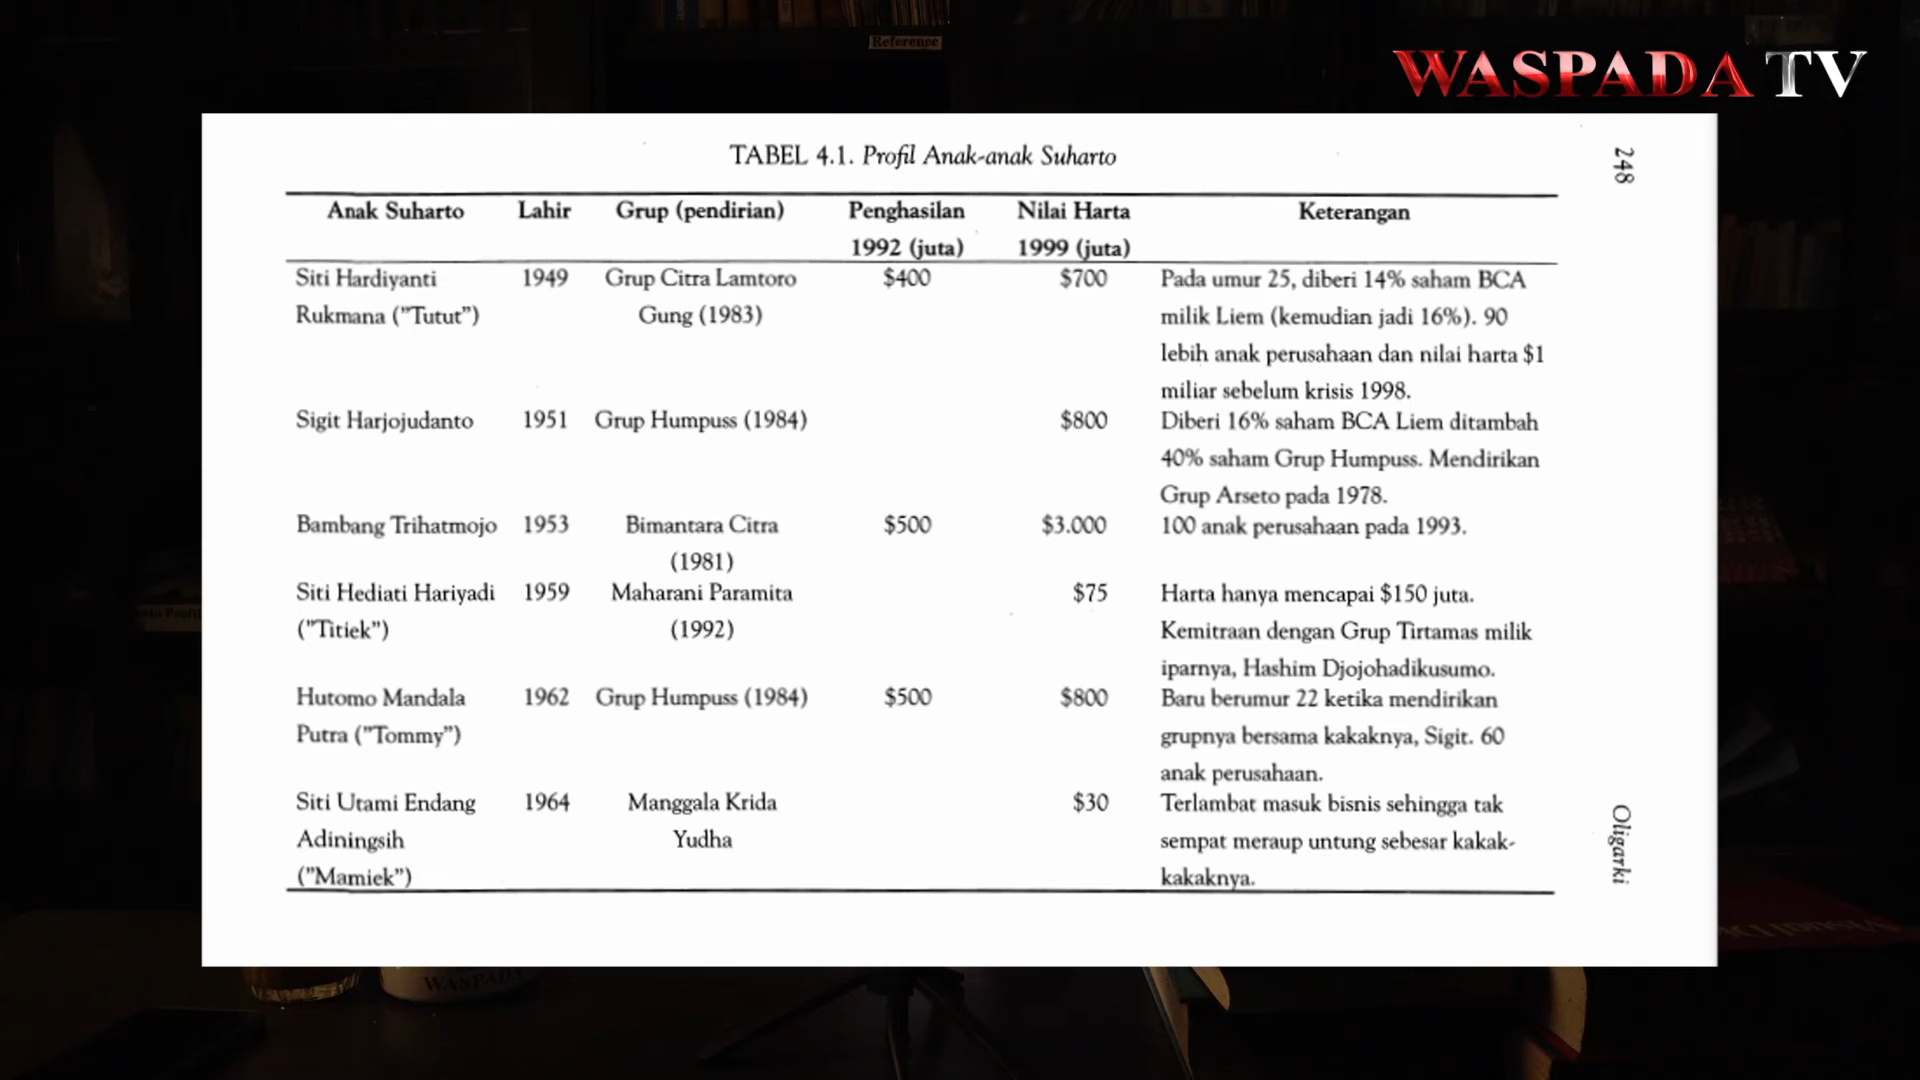 Reference
WASPADA TV
248
TABEL 4.1. Profil Anak-anak Suharto
Anak Suharto Lahir Grup (pendirian) Penghasilan 1992 (juta) Nilai Harta 1999 (juta) Keterangan
Siti Hardiyanti 1949 Grup Citra Lamtoro $400 $700 Pada umur 25, diberi 14% saham BCA
Rukmana ("Tutut") Gung (1983) milik Liem (kemudian jadi 16%). 90
lebih anak perusahaan dan nilai harta $1
miliar sebelum krisis 1998.
Sigit Harjojudanto 1951 Grup Humpuss (1984) $800 Diberi 16% saham BCA Liem ditambah
40% saham Grup Humpuss. Mendirikan
Grup Arseto pada 1978.
Bambang Trihatmojo 1953 Bimantara Citra $500 $3.000 100 anak perusahaan pada 1993.
(1981)
Siti Hediati Hariyadi 1959 Maharani Paramita $75 Harta hanya mencapai $150 juta.
("Titiek") (1992) Kemitraan dengan Grup Tirtamas milik
iparnya, Hashim Djojohadikusumo.
Hutomo Mandala 1962 Grup Humpuss (1984) $500 $800 Baru berumur 22 ketika mendirikan
Putra ("Tommy") grupnya bersama kakaknya, Sigit. 60
anak perusahaan.
Siti Utami Endang 1964 Manggala Krida $30 Terlambat masuk bisnis sehingga tak
Adiningsih Yudha sempat meraup untung sebesar kakak-
("Mamiek") kakaknya.
Oligarki
WASPADA